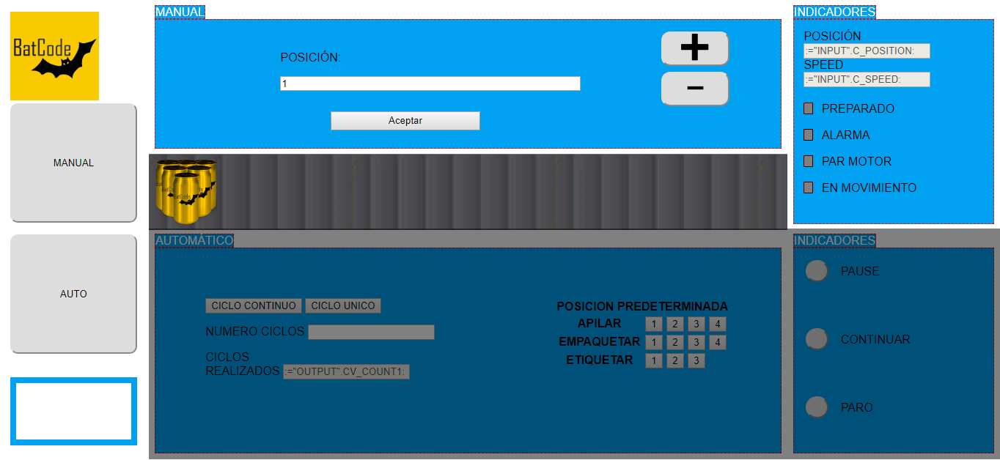 BatCode
MANUAL
AUTO
MANUAL
POSICIÓN:
1
Aceptar
+
−
BatCode
AUTOMÁTICO
CICLO CONTINUO CICLO UNICO
NUMERO CICLOS
CICLOS
REALIZADOS :="OUTPUT".CV_COUNT1:
POSICION PREDETERMINADA
APILAR 1 2 3 4
EMPAQUETAR 1 2 3 4
ETIQUETAR 1 2 3
INDICADORES
POSICIÓN
:="INPUT".C_POSITION:
SPEED
:="INPUT".C_SPEED:
PREPARADO
ALARMA
PAR MOTOR
EN MOVIMIENTO
INDICADORES
PAUSE
CONTINUAR
PARO